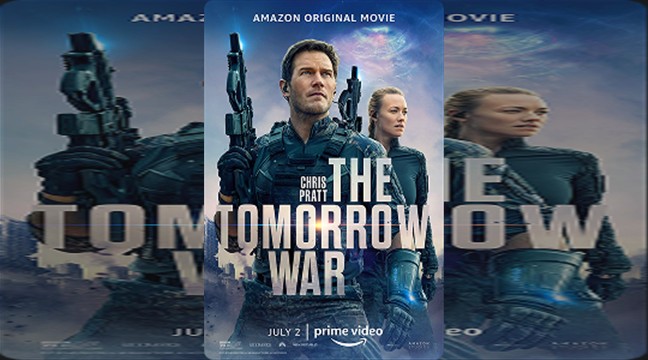 AMAZON ORIGINAL MOVIE
CHRIS
PRATT
THE
TOMORROW
WAR
JULY 2
prime video